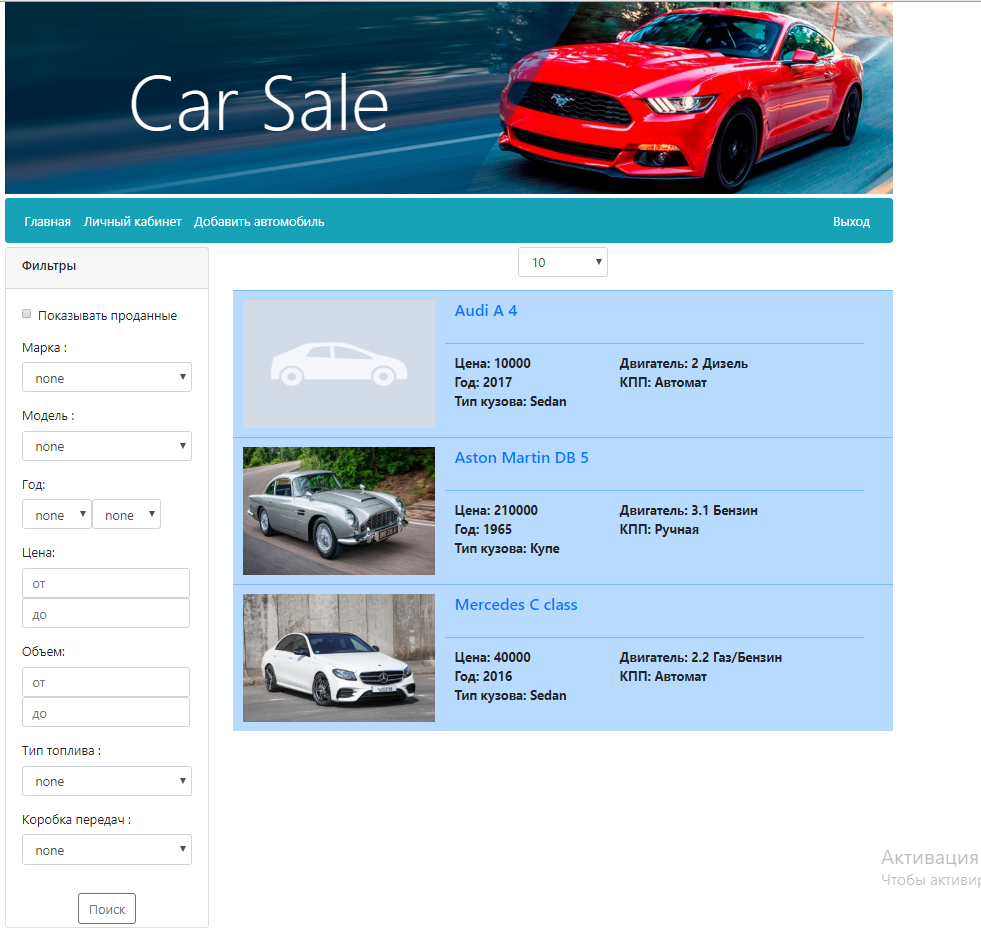 Car Sale
Главная Личный кабинет Добавить автомобиль Выход
Фильтры
Показывать проданные
Марка :
none
Модель :
none
Год:
none none
Цена:
от
до
Объем:
от
до
Тип топлива :
none
Коробка передач :
none
Поиск
10
Audi A 4
Цена: 10000 Двигатель: 2 Дизель
Год: 2017 КПП: Автомат
Тип кузова: Sedan
Aston Martin DB 5
Цена: 210000 Двигатель: 3.1 Бензин
Год: 1965 КПП: Ручная
Тип кузова: Купе
Mercedes C class
Цена: 40000 Двигатель: 2.2 Газ/Бензин
Год: 2016 КПП: Автомат
Тип кузова: Sedan
Активация
Чтобы активир